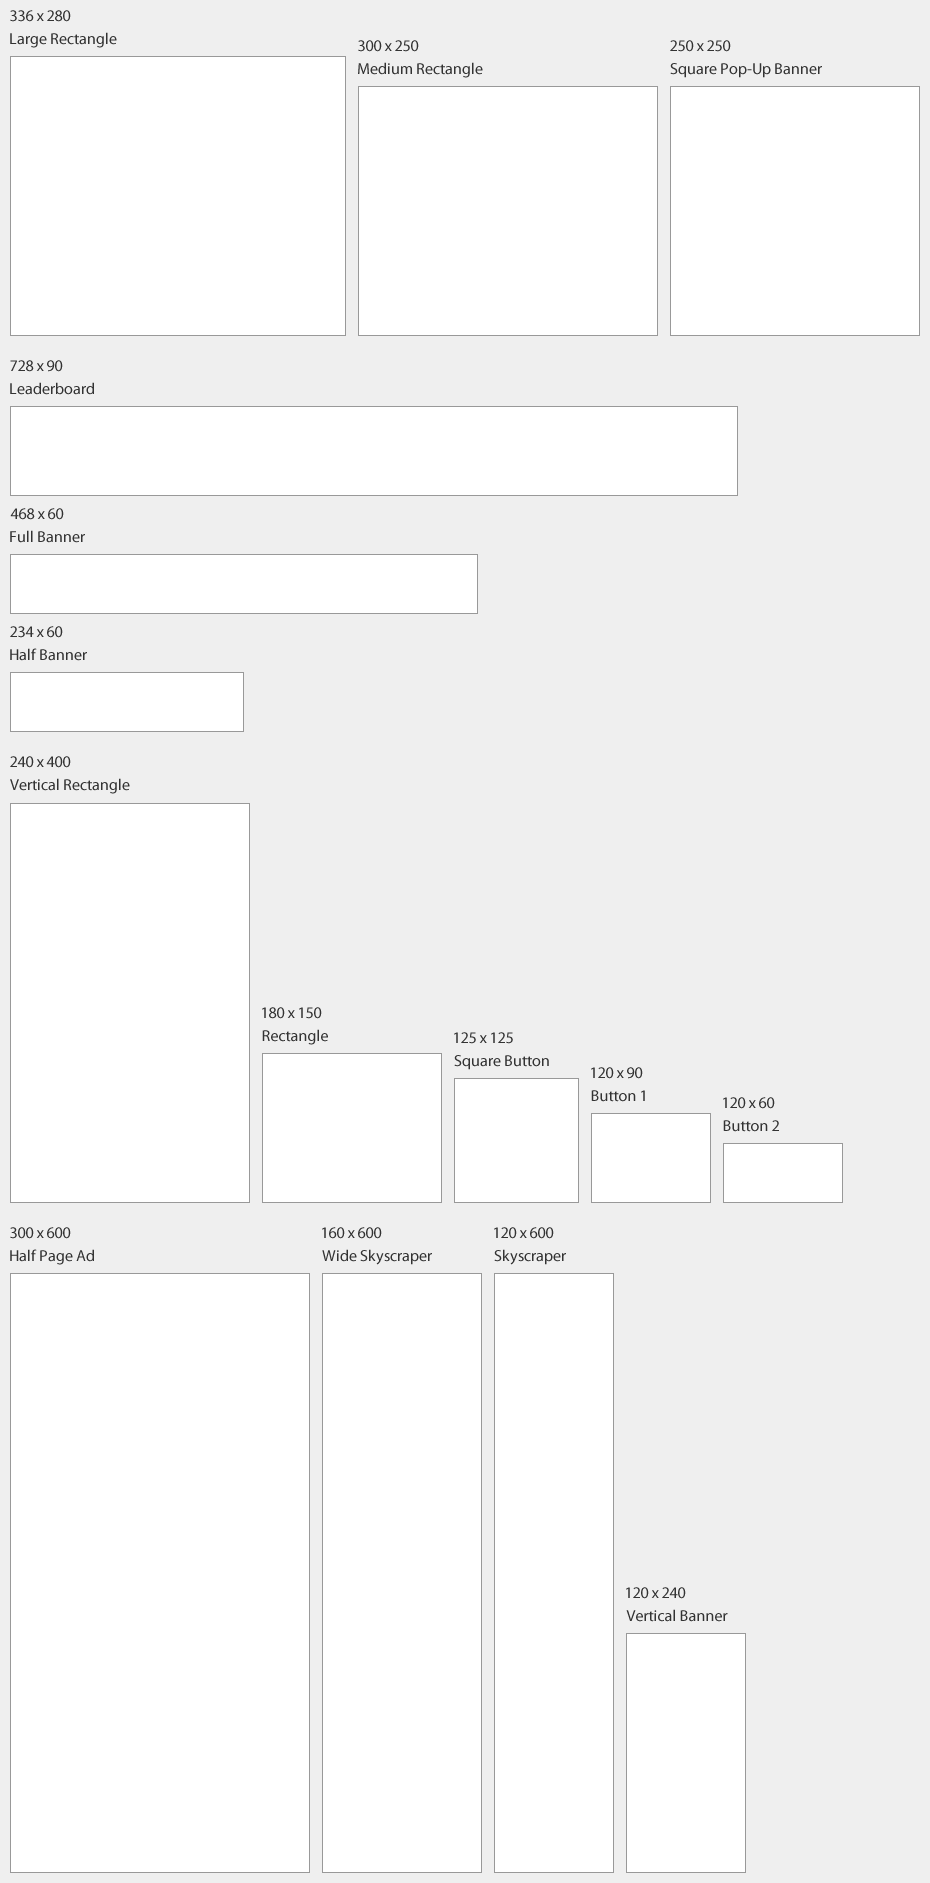 336 x 280
Large Rectangle
300 x 250
Medium Rectangle
250 x 250
Square Pop-Up Banner
728 x 90
Leaderboard
468 x 60
Full Banner
234 x 60
Half Banner
240 x 400
Vertical Rectangle
180 x 150
Rectangle
125 x 125
Square Button
120 x 90
Button 1
120 x 60
Button 2
300 x 600
Half Page Ad
160 x 600
Wide Skyscraper
120 x 600
Skyscraper
120 x 240
Vertical Banner